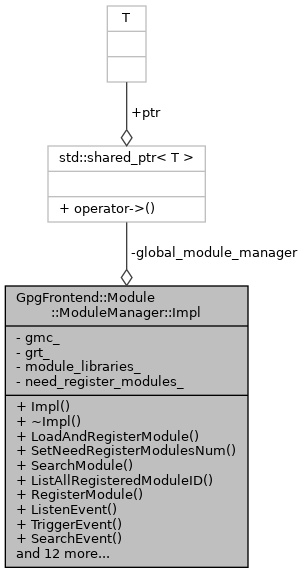 T
+ptr
std::shared_ptr< T >
+ operator->()
-global_module_manager
GpgFrontend::Module
::ModuleManager::Impl
- gmc_
- grt_
- module_libraries_
- need_register_modules_
+ Impl()
+ ~Impl()
+ LoadAndRegisterModule()
+ SetNeedRegisterModulesNum()
+ SearchModule()
+ ListAllRegisteredModuleID()
+ RegisterModule()
+ ListenEvent()
+ TriggerEvent()
+ SearchEvent()
and 12 more...